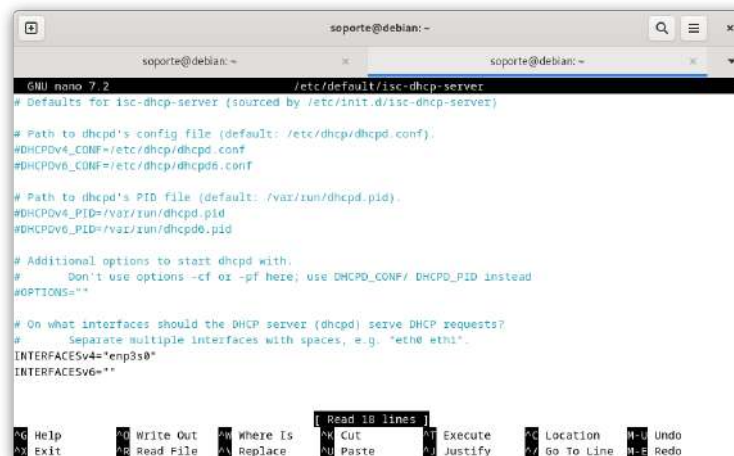 soporte@debian: ~
soporte@debian: ~
soporte@debian: ~
GNU nano 7.2 /etc/default/isc-dhcp-server
# Defaults for isc-dhcp-server (sourced by /etc/init.d/isc-dhcp-server)
# Path to dhcpd's config file (default: /etc/dhcp/dhcpd.conf).
#DHCPDv4_CONF=/etc/dhcp/dhcpd.conf
#DHCPDv6_CONF=/etc/dhcp/dhcpd6.conf
# Path to dhcpd's PID file (default: /var/run/dhcpd.pid).
#DHCPDv4_PID=/var/run/dhcpd.pid
#DHCPDv6_PID=/var/run/dhcpd6.pid
# Additional options to start dhcpd with.
# Don't use options -cf or -pf here; use DHCPD_CONF/ DHCPD_PID instead
#OPTIONS=""
# On what interfaces should the DHCP server (dhcpd) serve DHCP requests?
# Separate multiple interfaces with spaces, e.g. "eth0 eth1".
INTERFACESv4="enp3s0"
INTERFACESv6=""
[ Read 18 lines ]
^G Help ^O Write Out ^W Where Is ^K Cut ^T Execute ^C Location M-U Undo
^X Exit ^R Read File ^\ Replace ^U Paste ^J Justify ^/ Go To Line M-E Redo